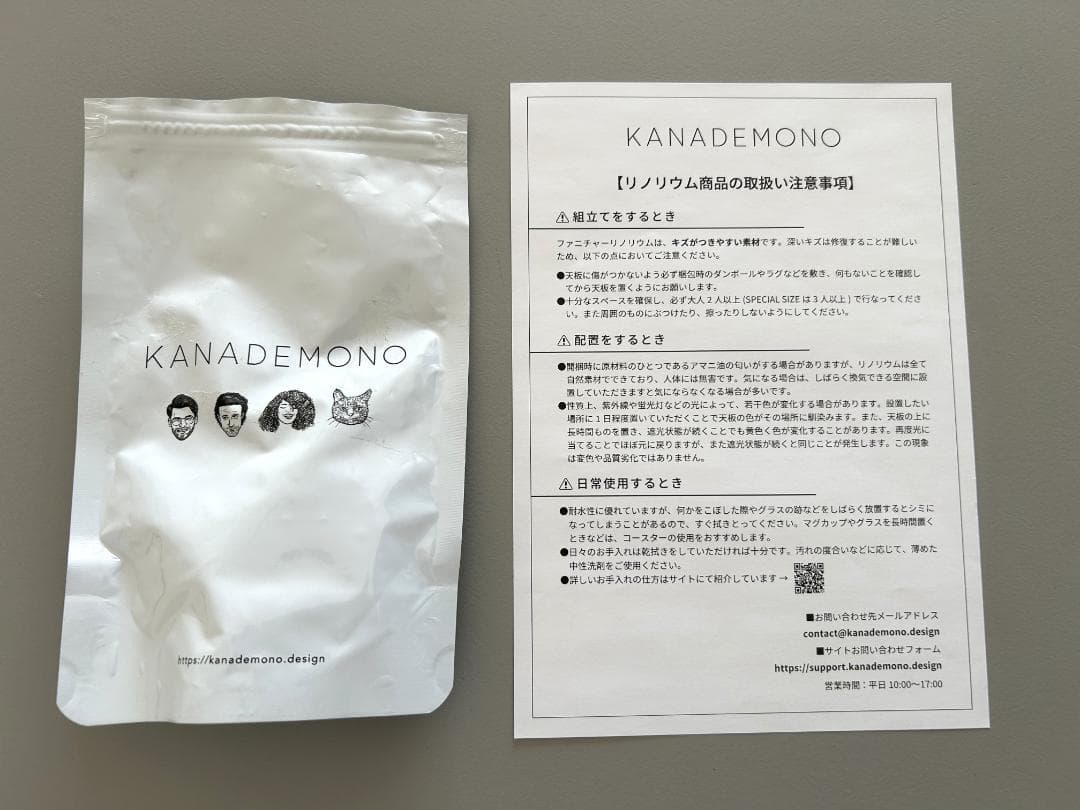 KANADEMONO
https://kanademono.design
KANADEMONO
【リノリウム商品の取扱い注意事項】
組立てをするとき
ファニチャーリノリウムは、キズがつきやすい素材です。深いキズは修復することが難しい
ため、以下の点においてご注意ください。
●天板に傷がつかないよう必ず梱包時のダンボールやラグなどを敷き、何もないことを確認し
てから天板を置くようにお願いします。
●十分なスペースを確保し、必ず大人2人以上(SPECIAL SIZEは3人以上)で行なってくださ
い。また周囲のものにぶつけたり、擦ったりしないようにしてください。
配置をするとき
●開梱時に原材料のひとつであるアマニ油の匂いがする場合がありますが、リノリウムは全て
自然素材でできており、人体には無害です。気になる場合は、しばらく換気できる空間に設
置していただきますと気にならなくなる場合が多いです。
●性質上、紫外線や蛍光灯などの光によって、若干色が変化する場合があります。設置したい
場所に1日程度置いていただくことで天板の色がその場所に馴染みます。また、天板の上に
長時間ものを置き、遮光状態が続くことでも黄色く色が変化することがあります。再度光に
当てることでほぼ元に戻りますが、また遮光状態が続くと同じことが発生します。この現象
は変色や品質劣化ではありません。
日常使用するとき
●耐水性に優れていますが、何かをこぼした際やグラスの跡などをしばらく放置するとシミに
なってしまうことがあるので、すぐ拭きとってください。マグカップやグラスを長時間置く
ときなどは、コースターの使用をおすすめします。
●日々のお手入れは乾拭きをしていただければ十分です。汚れの度合いなどに応じて、薄めた
中性洗剤をご使用ください。
●詳しいお手入れの仕方はサイトにて紹介しています→
■お問い合わせ先メールアドレス
contact@kanademono.design
■サイトお問い合わせフォーム
https://support.kanademono.design
営業時間：平日 10:00〜17:00